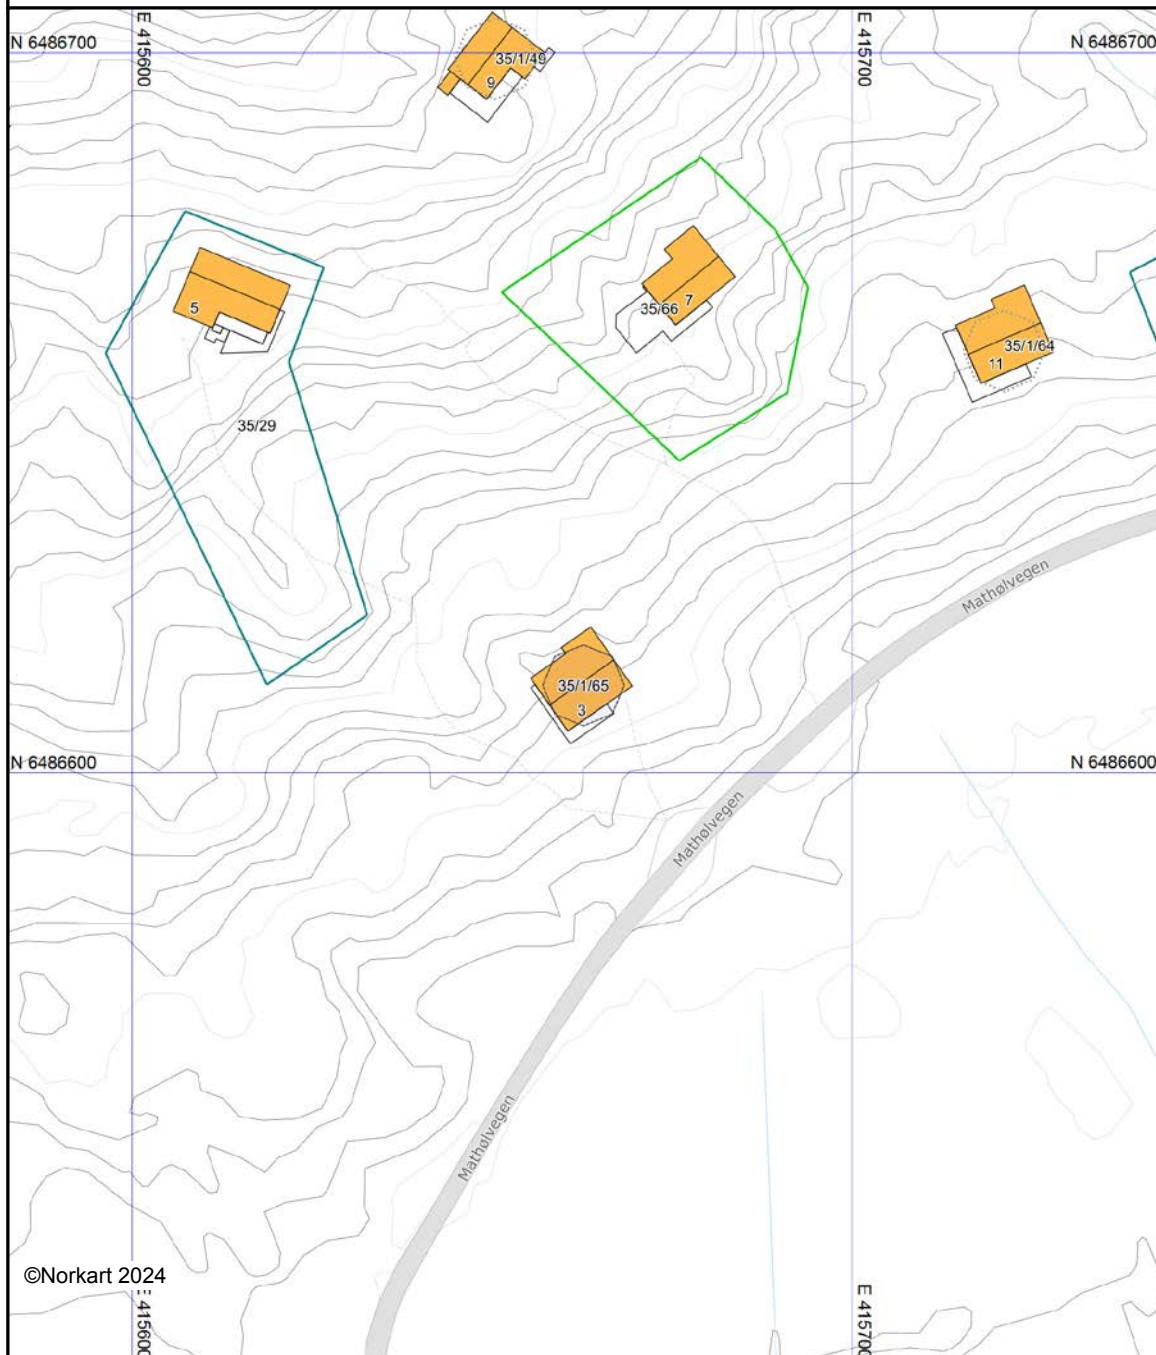 N 6486700
E 415600
35/1/49
9
E 415700
N 6486700
5
35/66
7
35/1/64
11
35/29
Mathølvegen
35/1/65
3
N 6486600
N 6486600
Mathølvegen
Mathølvegen
©Norkart 2024
E 415600
E 415700